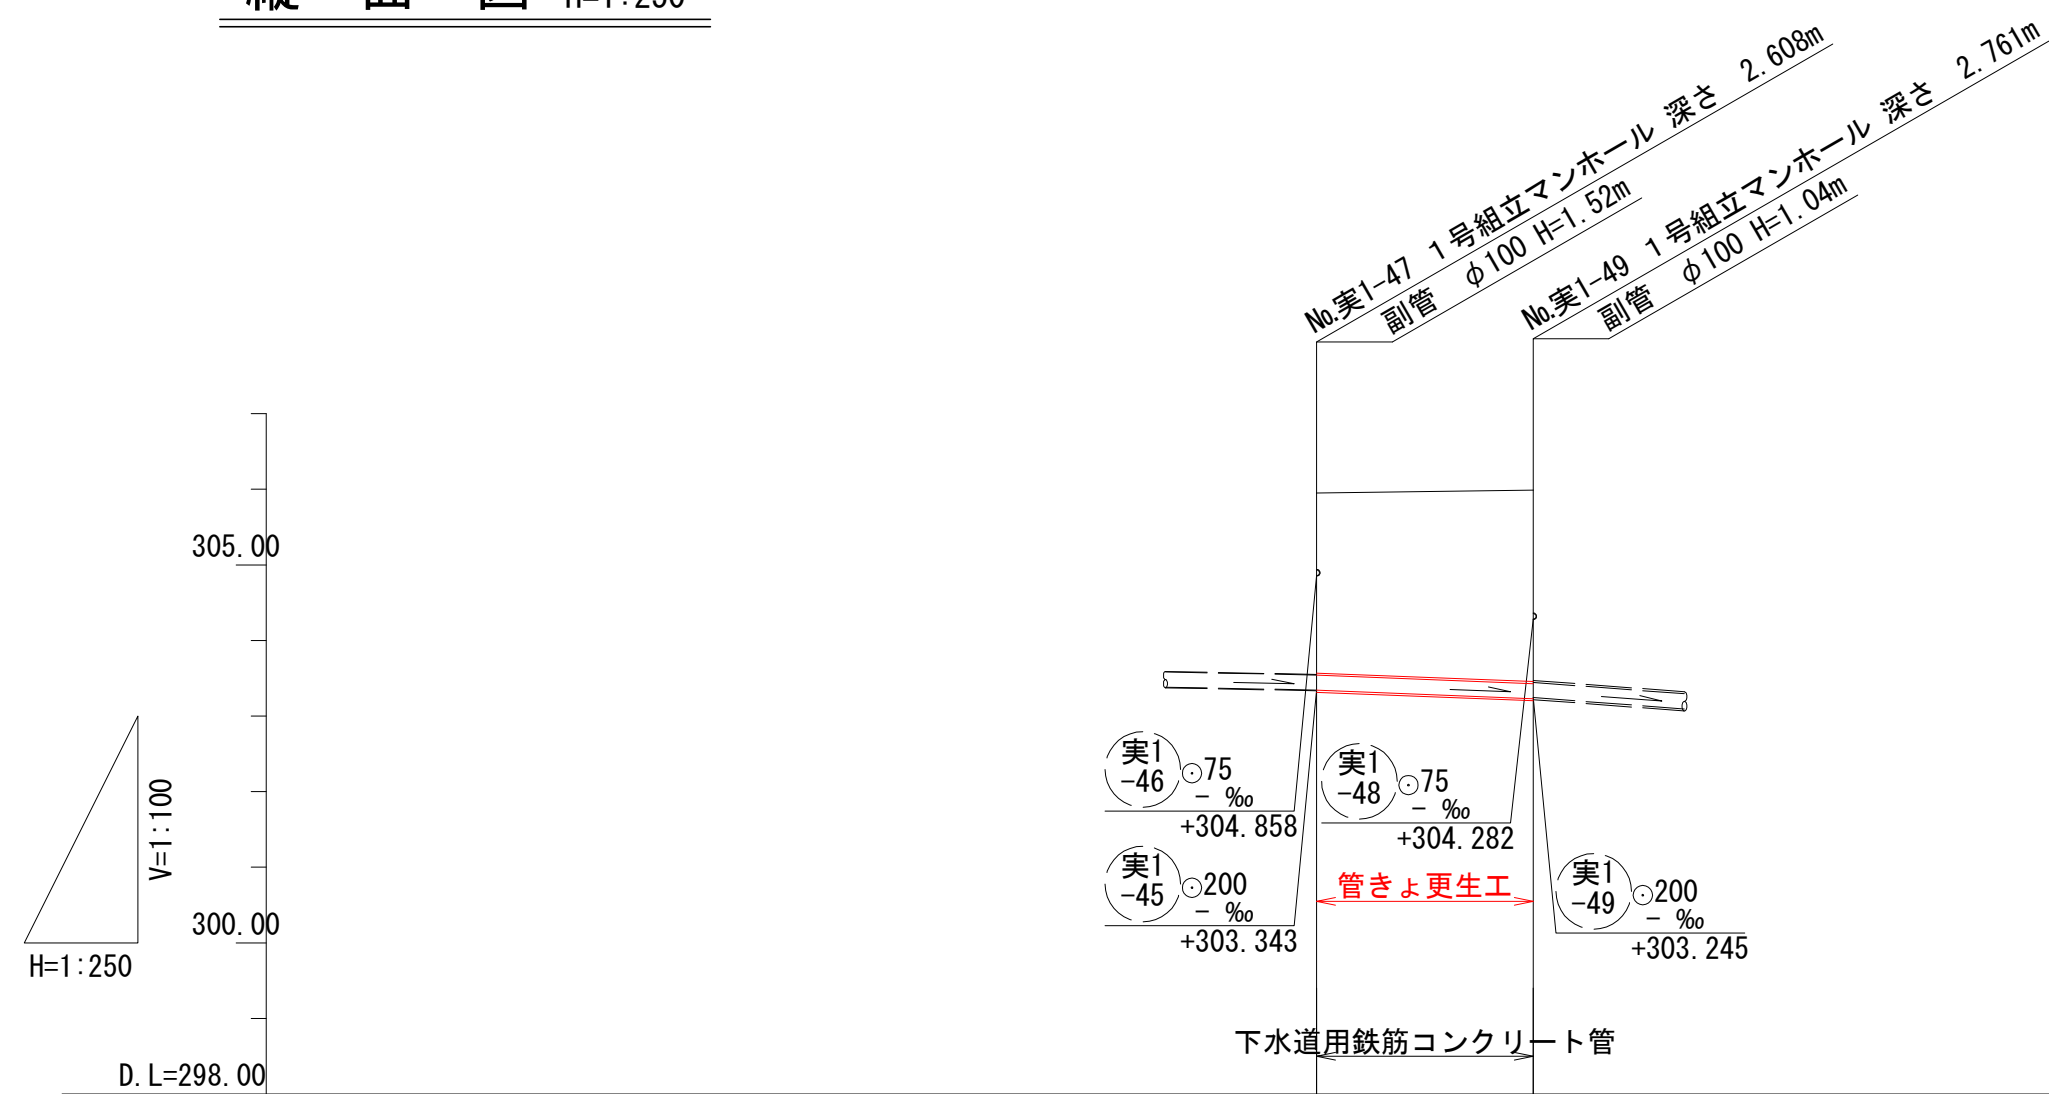 縦 面 図 H=1:250
No.実1-47 1号組立マンホール 深さ 2.608m
副管 φ100 H=1.52m
No.実1-49 1号組立マンホール 深さ 2.761m
副管 φ100 H=1.04m
305.00
300.00
D.L=298.00
V=1:100
H=1:250
実1
-46
75
- ‰
+304.858
実1
-45
200
- ‰
+303.343
実1
-48
75
- ‰
+304.282
管きょ更生工
実1
-49
200
- ‰
+303.245
下水道用鉄筋コンクリート管